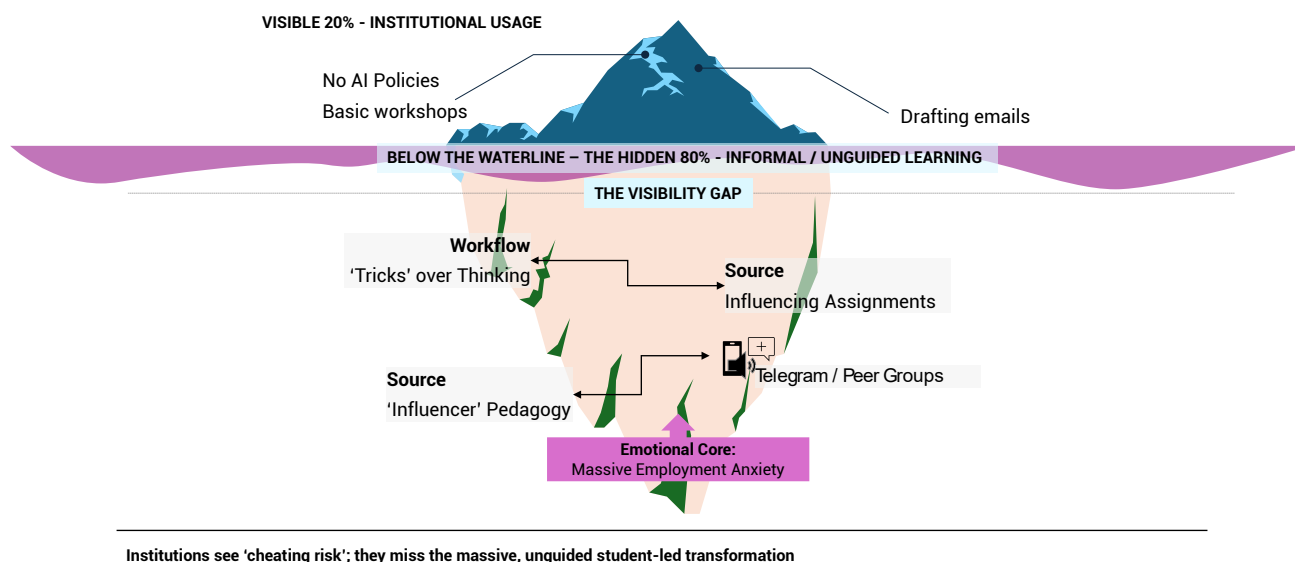 VISIBLE 20% - INSTITUTIONAL USAGE
No AI Policies
Basic workshops
Drafting emails
BELOW THE WATERLINE – THE HIDDEN 80% - INFORMAL / UNGUIDED LEARNING
THE VISIBILITY GAP
Workflow
‘Tricks’ over Thinking
Source
Influencing Assignments
Source
‘Influencer’ Pedagogy
Telegram / Peer Groups
Emotional Core:
Massive Employment Anxiety
Institutions see ‘cheating risk’; they miss the massive, unguided student-led transformation